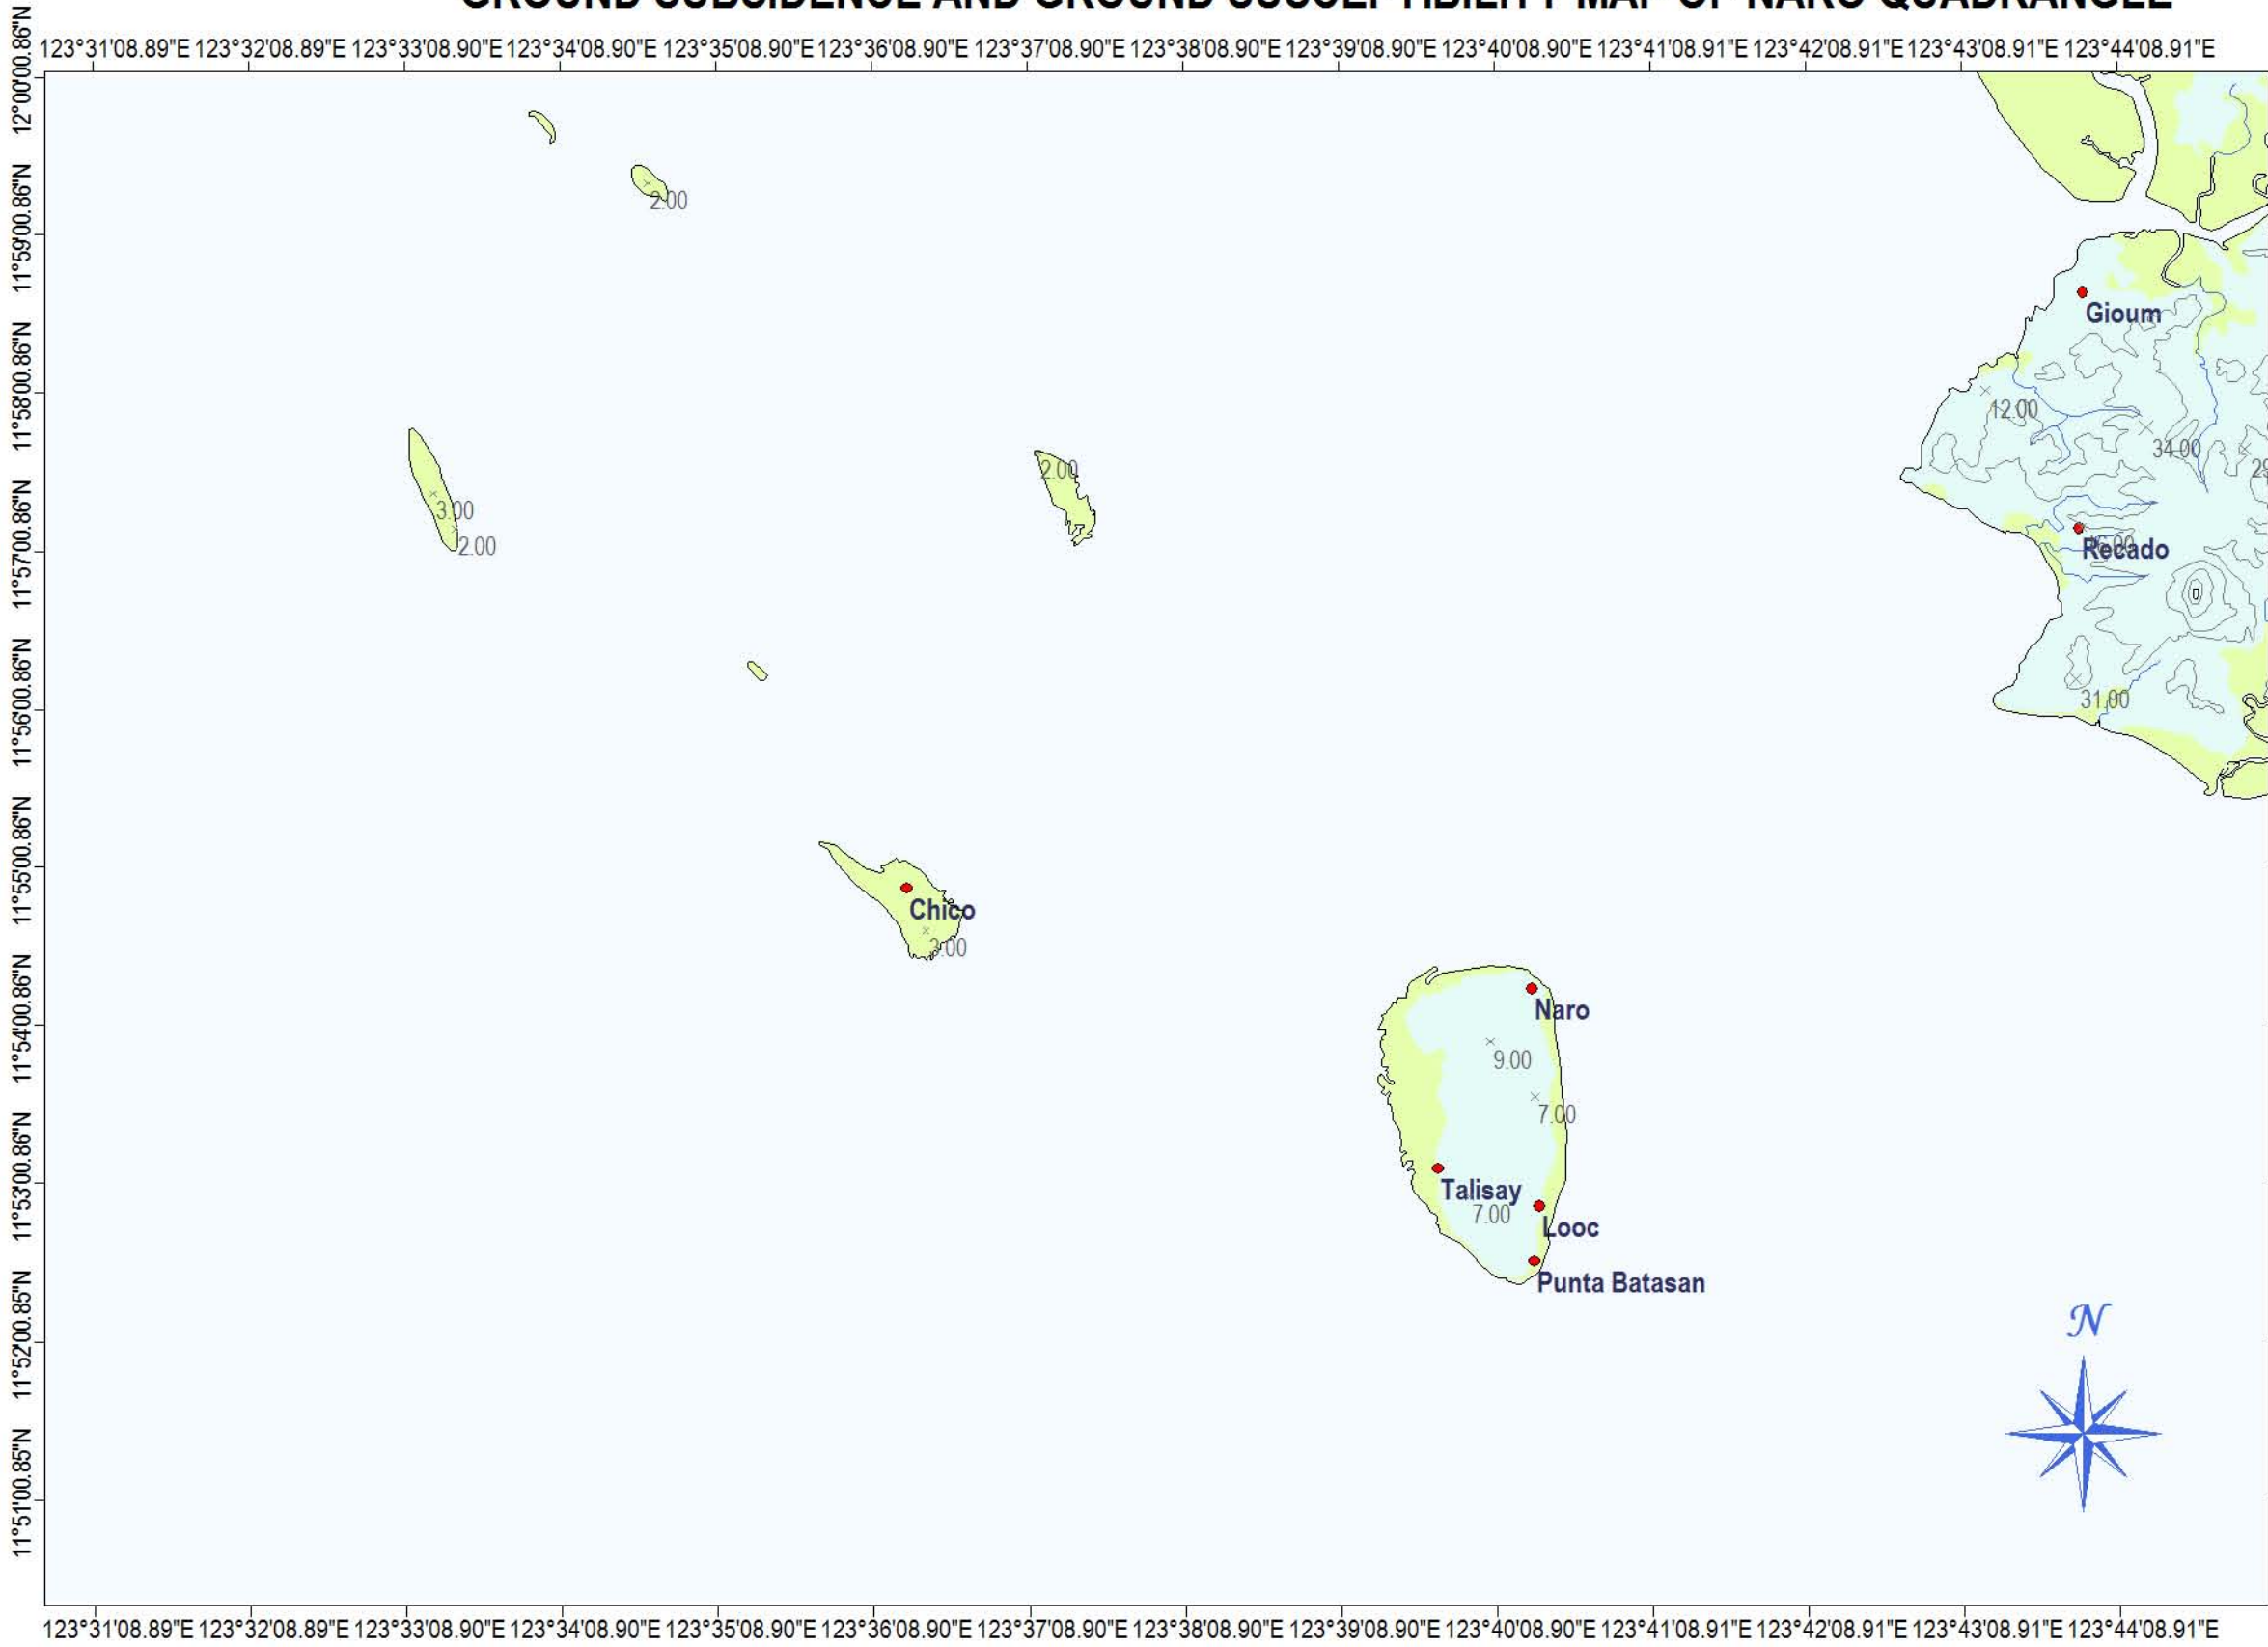 GROUND SUBSIDENCE AND GROUND SUSCEPTIBILITY MAP OF NARO QUADRANGLE
123°31'08.89"E 123°32'08.89"E 123°33'08.90"E 123°34'08.90"E 123°35'08.90"E 123°36'08.90"E 123°37'08.90"E 123°38'08.90"E 123°39'08.90"E 123°40'08.90"E 123°41'08.91"E 123°42'08.91"E 123°43'08.91"E 123°44'08.91"E
12°00'00.86"N
2.00
11°59'00.86"N
Gioum
11°58'00.86"N
12.00
34.00
2.00
3.00
2.00
11°57'00.86"N
Recado
11°56'00.86"N
31.00
11°55'00.86"N
Chico
3.00
11°54'00.86"N
Naro
9.00
7.00
11°53'00.86"N
Talisay
7.00
Looc
Punta Batasan
11°52'00.85"N
N
11°51'00.85"N
123°31'08.89"E 123°32'08.89"E 123°33'08.90"E 123°34'08.90"E 123°35'08.90"E 123°36'08.90"E 123°37'08.90"E 123°38'08.90"E 123°39'08.90"E 123°40'08.90"E 123°41'08.91"E 123°42'08.91"E 123°43'08.91"E 123°44'08.91"E